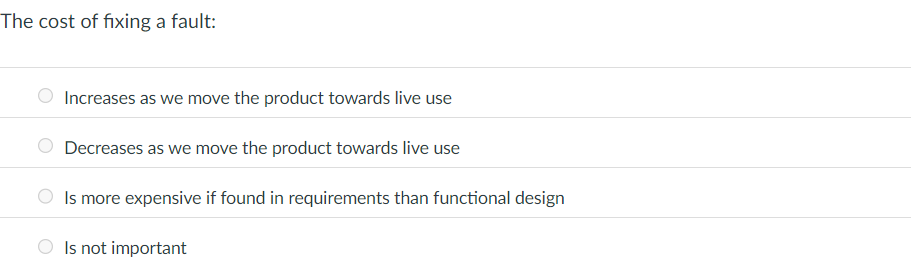 The cost of fixing a fault:
Increases as we move the product towards live use
Decreases as we move the product towards live use
Is more expensive if found in requirements than functional design
Is not important